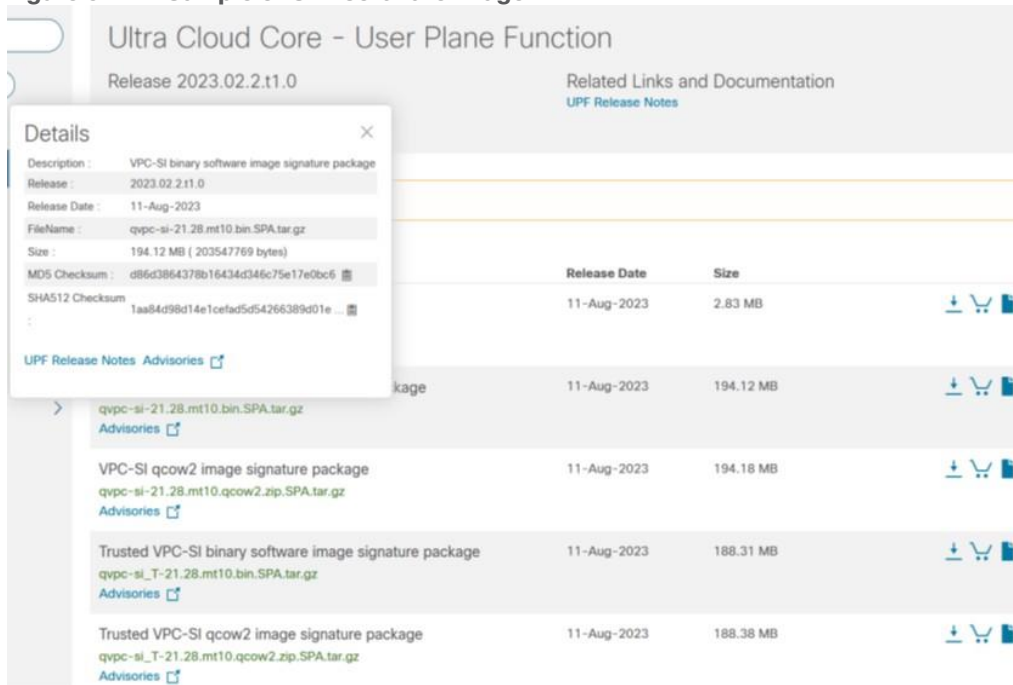 Ultra Cloud Core - User Plane Function
Release 2023.02.2.t1.0
Related Links and Documentation
UPF Release Notes
Details
Description : VPC-SI binary software image signature package
Release : 2023.02.2.t1.0
Release Date : 11-Aug-2023
FileName : qvpc-si-21.28.mt10.bin.SPA.tar.gz
Size : 194.12 MB ( 203547769 bytes)
MD5 Checksum : d86d3864378b16434d346c75e17e0bc6
SHA512 Checksum
: 1aa84d98d14e1cefad5d54266389d01e ...
UPF Release Notes Advisories
Release Date Size
11-Aug-2023 2.83 MB
kage 11-Aug-2023 194.12 MB
qvpc-si-21.28.mt10.bin.SPA.tar.gz
Advisories
VPC-SI qcow2 image signature package 11-Aug-2023 194.18 MB
qvpc-si-21.28.mt10.qcow2.zip.SPA.tar.gz
Advisories
Trusted VPC-SI binary software image signature package 11-Aug-2023 188.31 MB
qvpc-si_T-21.28.mt10.bin.SPA.tar.gz
Advisories
Trusted VPC-SI qcow2 image signature package 11-Aug-2023 188.38 MB
qvpc-si_T-21.28.mt10.qcow2.zip.SPA.tar.gz
Advisories